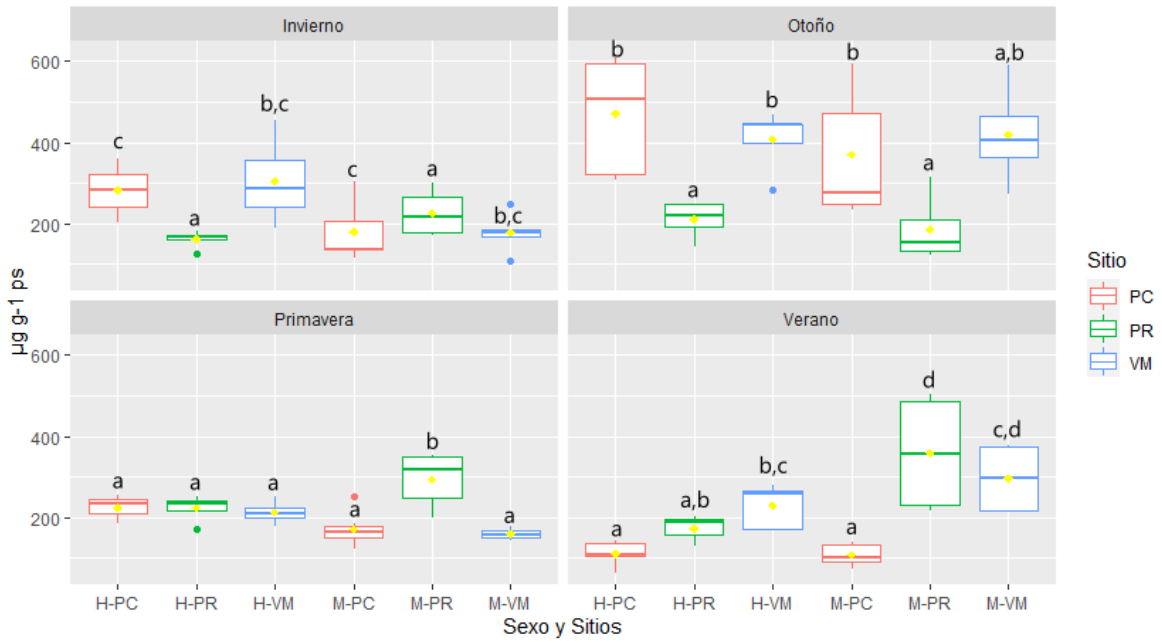 Invierno
Otoño
600
400
200
c
a
b,c
c
a
b,c
b
a
b
b
a
a,b
µg g-1 ps
Primavera
Verano
600
400
200
a
a
a
a
b
a
a
a,b
b,c
a
d
c,d
H-PC H-PR H-VM M-PC M-PR M-VM
H-PC H-PR H-VM M-PC M-PR M-VM
Sexo y Sitios
Sitio
PC
PR
VM